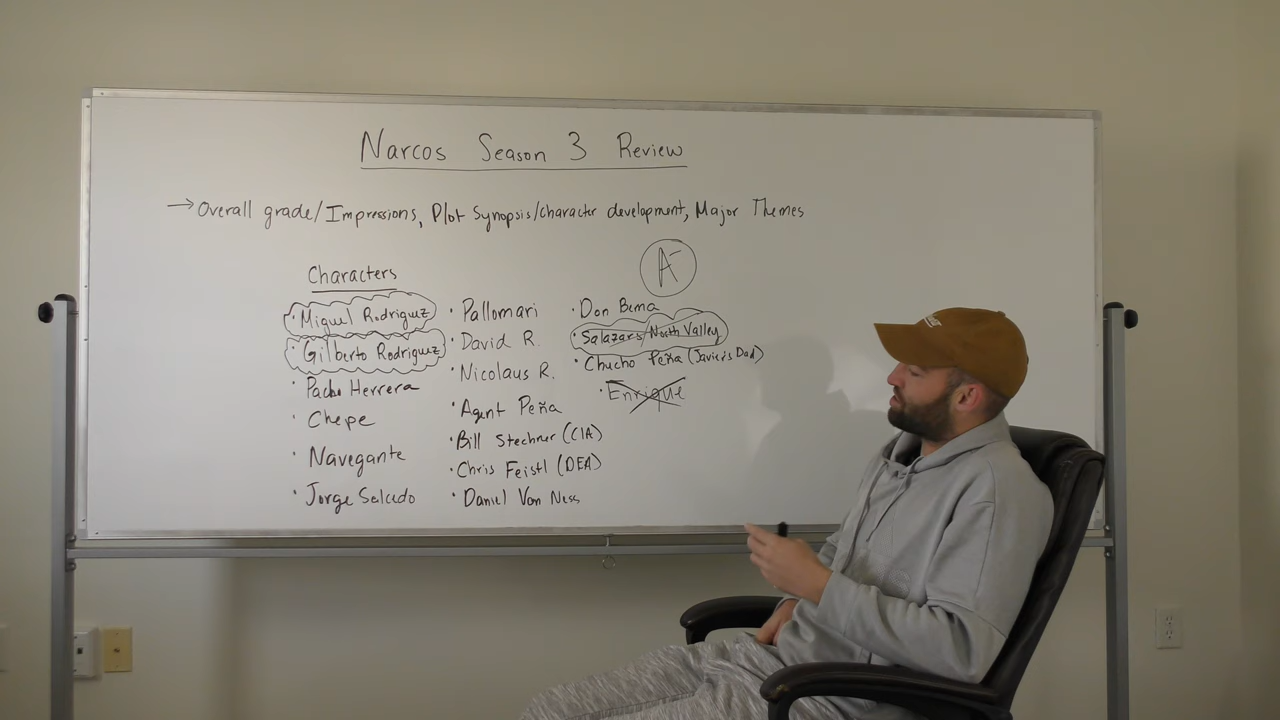 Narcos Season 3 Review
→ Overall grade/Impressions, Plot Synopsis/character development, Major Themes
A-
Characters
· Miguel Rodriguez
· Gilberto Rodriguez
· Pacho Herrera
· Chepe
· Navegante
· Jorge Salcedo
· Pallomari
· David R.
· Nicolaus R.
· Agent Peña
· Bill Stechner (CIA)
· Chris Feistl (DEA)
· Daniel Van Ness
· Don Berna
· Salazars/North Valley
· Chucho Peña (Javier's Dad)
· Enrique